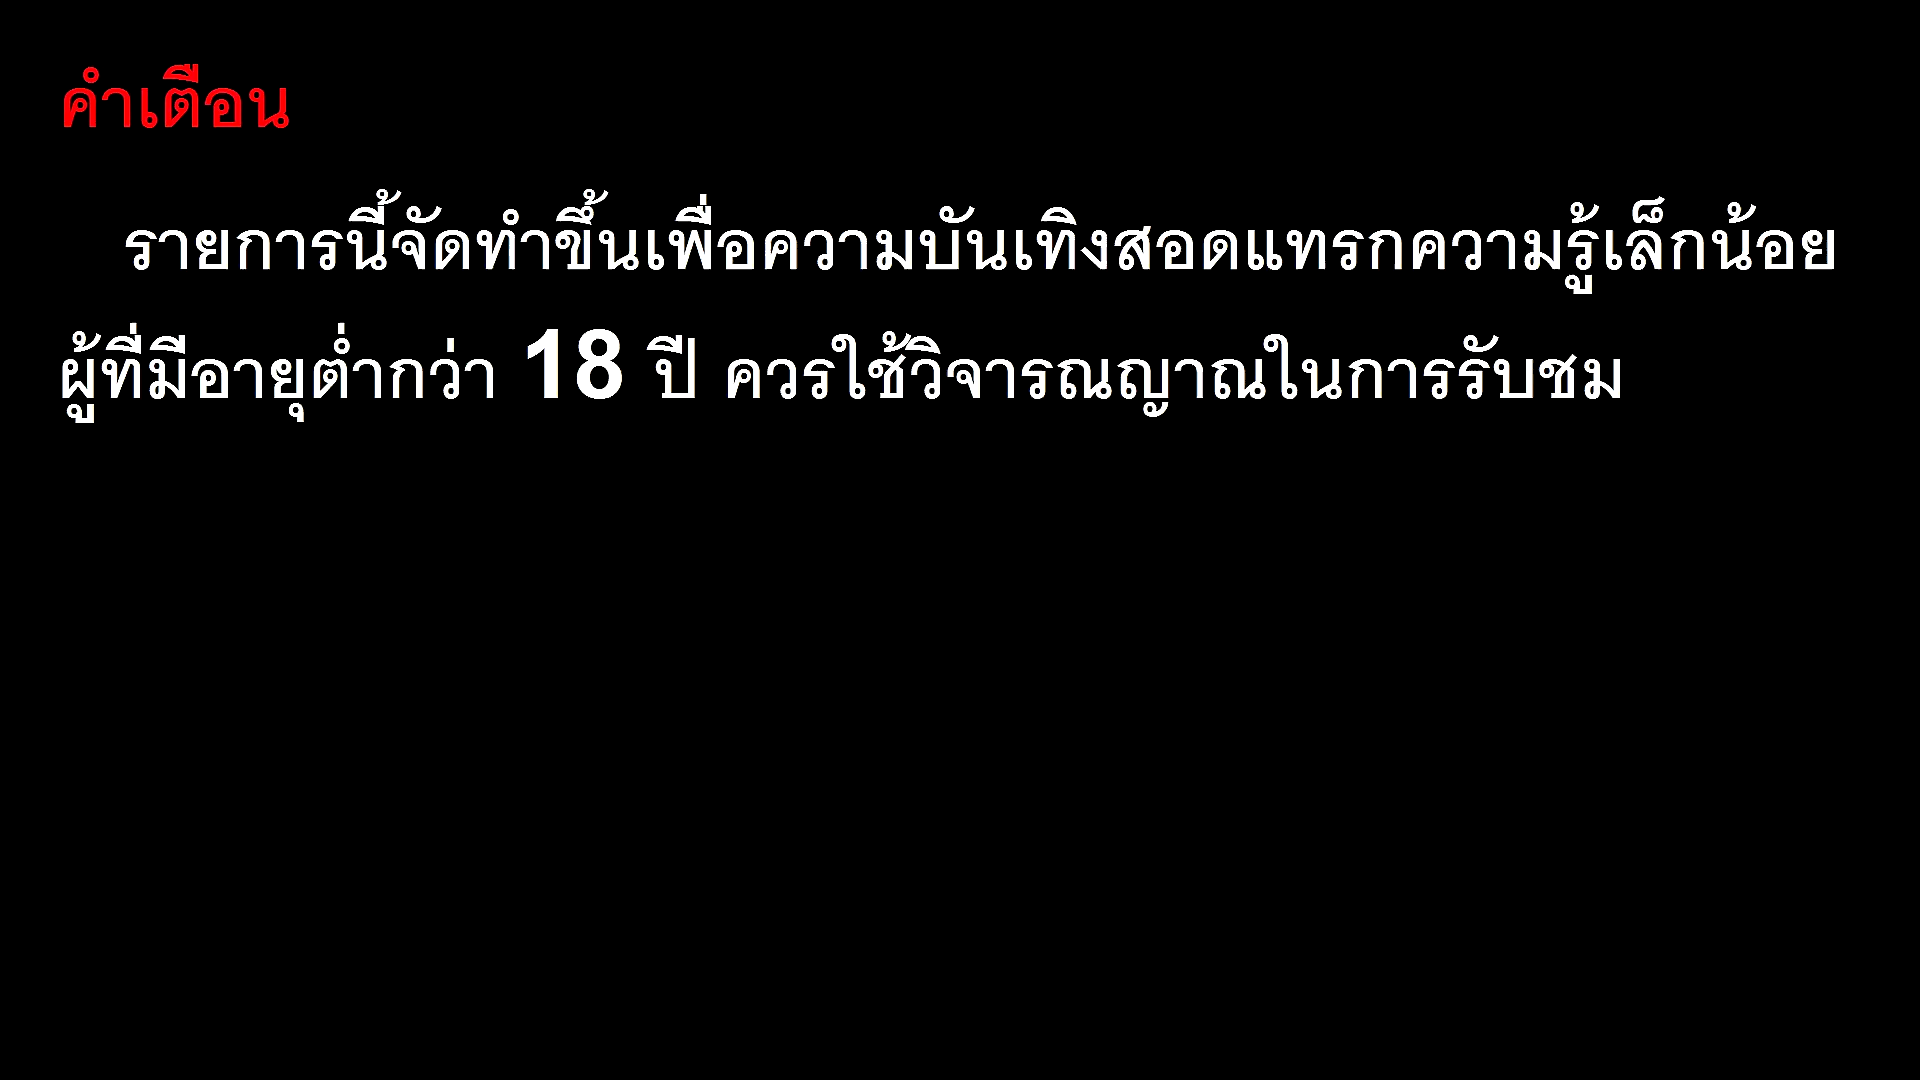 คำเตือน
รายการนี้จัดทำขึ้นเพื่อความบันเทิงสอดแทรกความรู้เล็กน้อย
ผู้ที่มีอายุต่ำกว่า 18 ปี ควรใช้วิจารณญาณในการรับชม